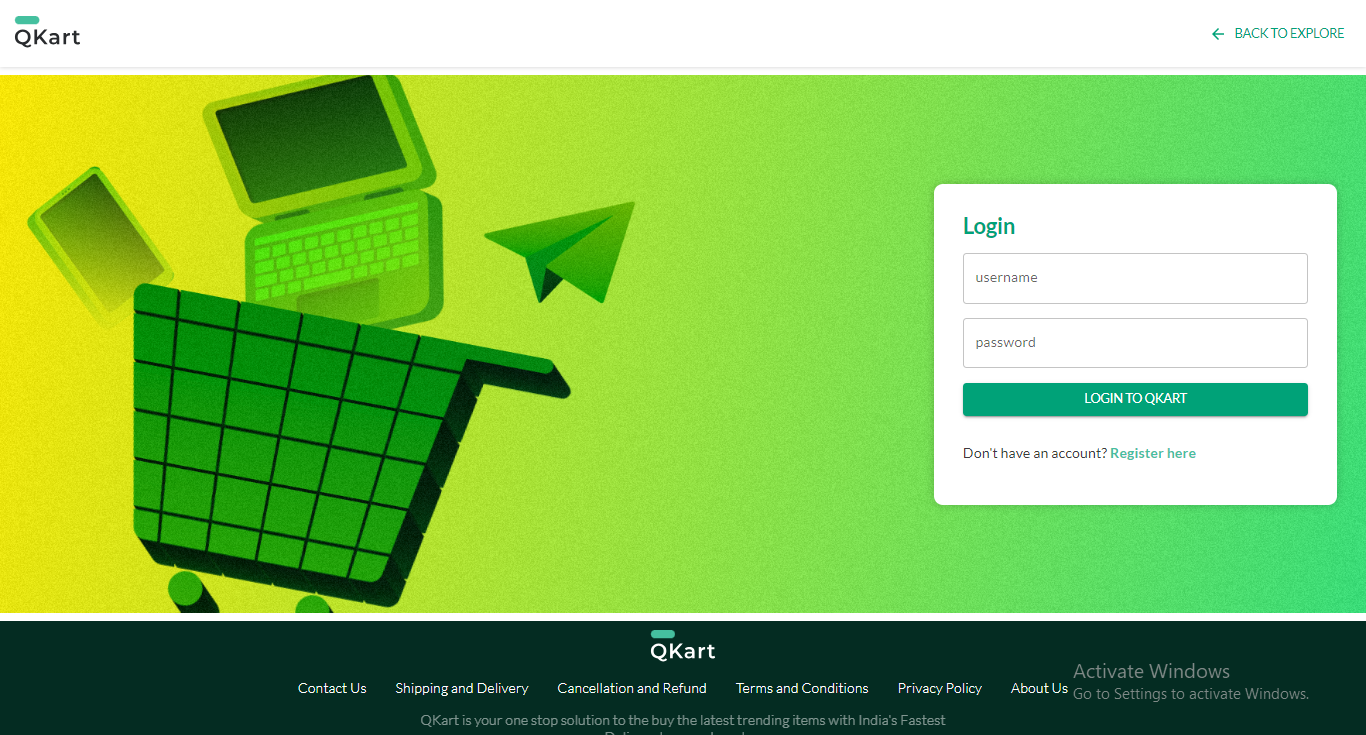 QKart
BACK TO EXPLORE
Login
username
password
LOGIN TO QKART
Don't have an account? Register here
QKart
Contact Us Shipping and Delivery Cancellation and Refund Terms and Conditions Privacy Policy About Us
Activate Windows
Go to Settings to activate Windows.
QKart is your one stop solution to the buy the latest trending items with India's Fastest